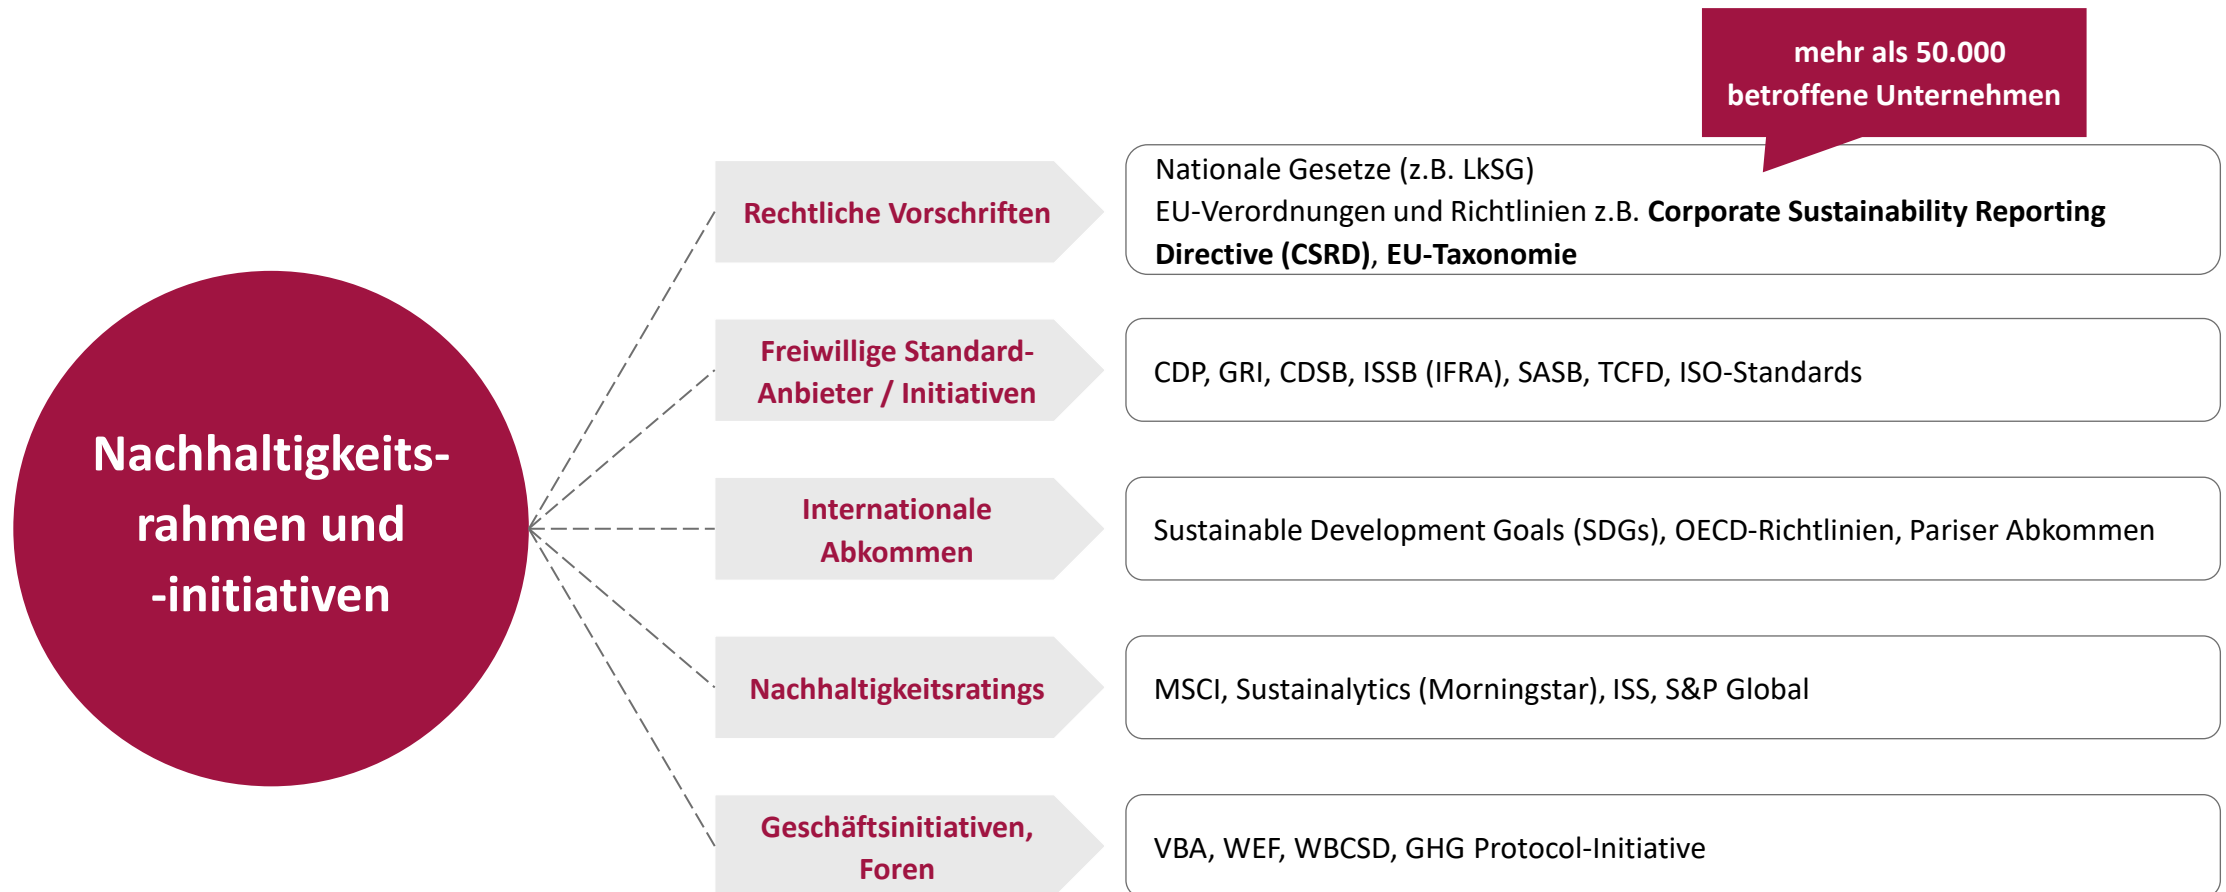 mehr als 50.000
betroffene Unternehmen
Nachhaltigkeits-
rahmen und
-initiativen
Rechtliche Vorschriften
Nationale Gesetze (z.B. LkSG)
EU-Verordnungen und Richtlinien z.B. Corporate Sustainability Reporting
Directive (CSRD), EU-Taxonomie
Freiwillige Standard-
Anbieter / Initiativen
CDP, GRI, CDSB, ISSB (IFRA), SASB, TCFD, ISO-Standards
Internationale
Abkommen
Sustainable Development Goals (SDGs), OECD-Richtlinien, Pariser Abkommen
Nachhaltigkeitsratings
MSCI, Sustainalytics (Morningstar), ISS, S&P Global
Geschäftsinitiativen,
Foren
VBA, WEF, WBCSD, GHG Protocol-Initiative